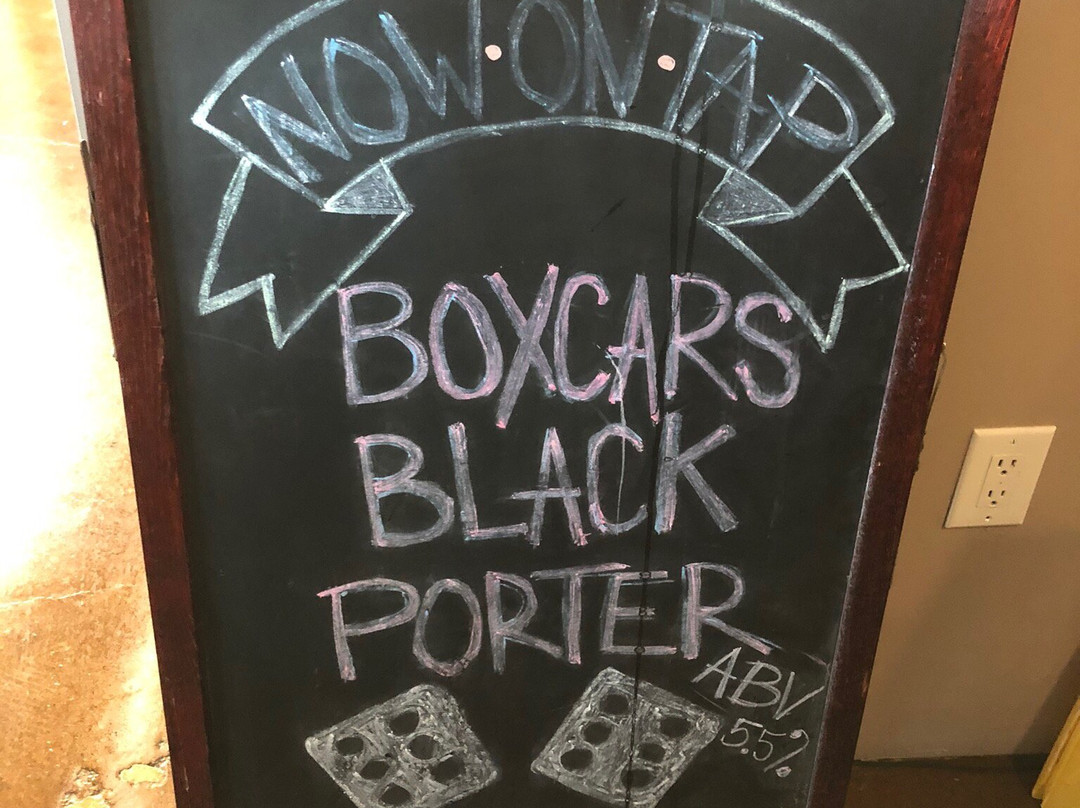 NOW • ON • TAP
BOXCARS
BLACK
PORTER
ABV
5.5%